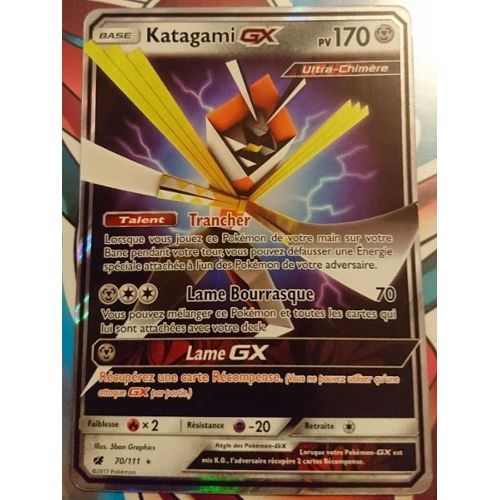 BASE Katagami GX PV 170
Ultra-Chimère
Talent Trancher
Lorsque vous jouez ce Pokémon de votre main sur votre
Banc pendant votre tour, vous pouvez défausser une Énergie
spéciale attachée à l'un des Pokémon de votre adversaire.
Lame Bourrasque 70
Vous pouvez mélanger ce Pokémon et toutes les cartes qui
lui sont attachées avec votre deck.
Lame GX
Récupérez une carte Récompense. (Vous ne pouvez utiliser qu'une
attaque GX par partie.)
Faiblesse × 2 Résistance -20 Retraite
Illus. 5ban Graphics
Règle des Pokémon-GX
Lorsque votre Pokémon-GX est
mis K.O., l'adversaire récupère 2 cartes Récompense.
70/111 ★
©2017 Pokémon